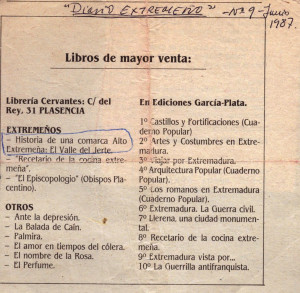 "DIARIO EXTREMEÑO" - Nº 9 - Junio
1987.
Libros de mayor venta:
Librería Cervantes: C/ del
Rey. 31 PLASENCIA
EXTREMEÑOS
– Historia de una comarca Alto
Extremeña: El Valle del Jerte.
– "Recetario de la cocina extre-
meña".
– "El Episcopologio" (Obispos Pla-
centino).
OTROS
– Ante la depresión.
– La Balada de Caín.
– Palmira,
– El amor en tiempos del cólera.
– El nombre de la Rosa.
– El Perfume.
En Ediciones García-Plata.
1º Castillos y Fortificaciones (Cua-
derno Popular)
2º Artes y Costumbres en Extre-
madura.
3º Viajar por Extremadura.
4º Arquitectura Popular (Cuaderno
Popular).
5º Los romanos en Extremadura
(Cuaderno Popular).
6º Extremadura. La Guerra civil.
7º Llerena, una ciudad monumen-
tal.
8º Recetario de la cocina extre-
meña.
9º Extremadura vista por...
10º La Guerrilla antifranquista.